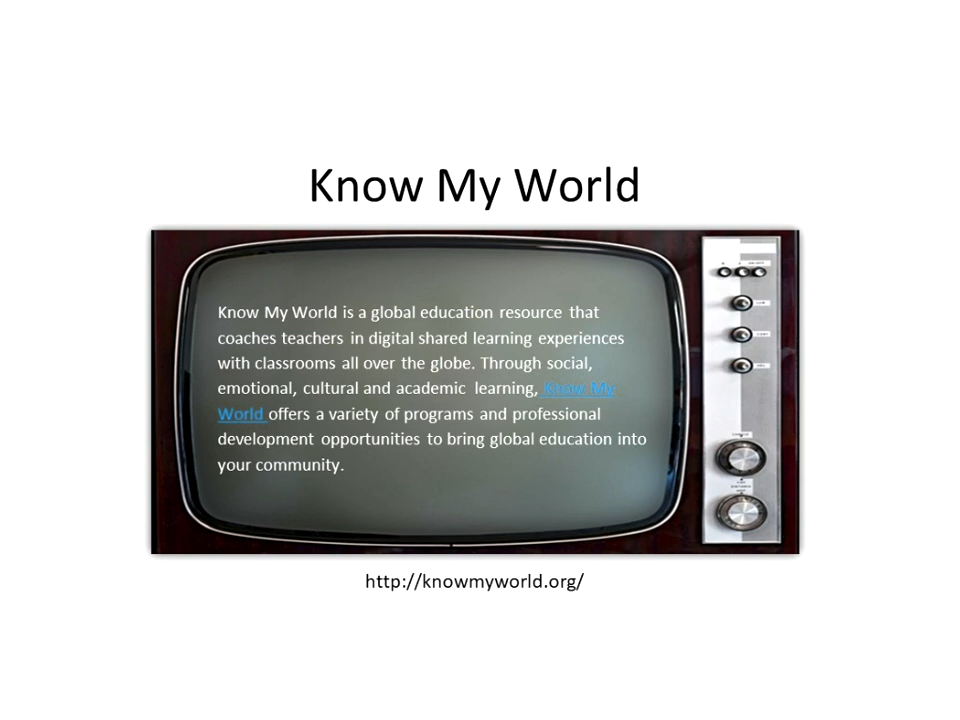 Know My World
Know My World is a global education resource that
coaches teachers in digital shared learning experiences
with classrooms all over the globe. Through social,
emotional, cultural and academic learning, Know My
World offers a variety of programs and professional
development opportunities to bring global education into
your community.
http://knowmyworld.org/